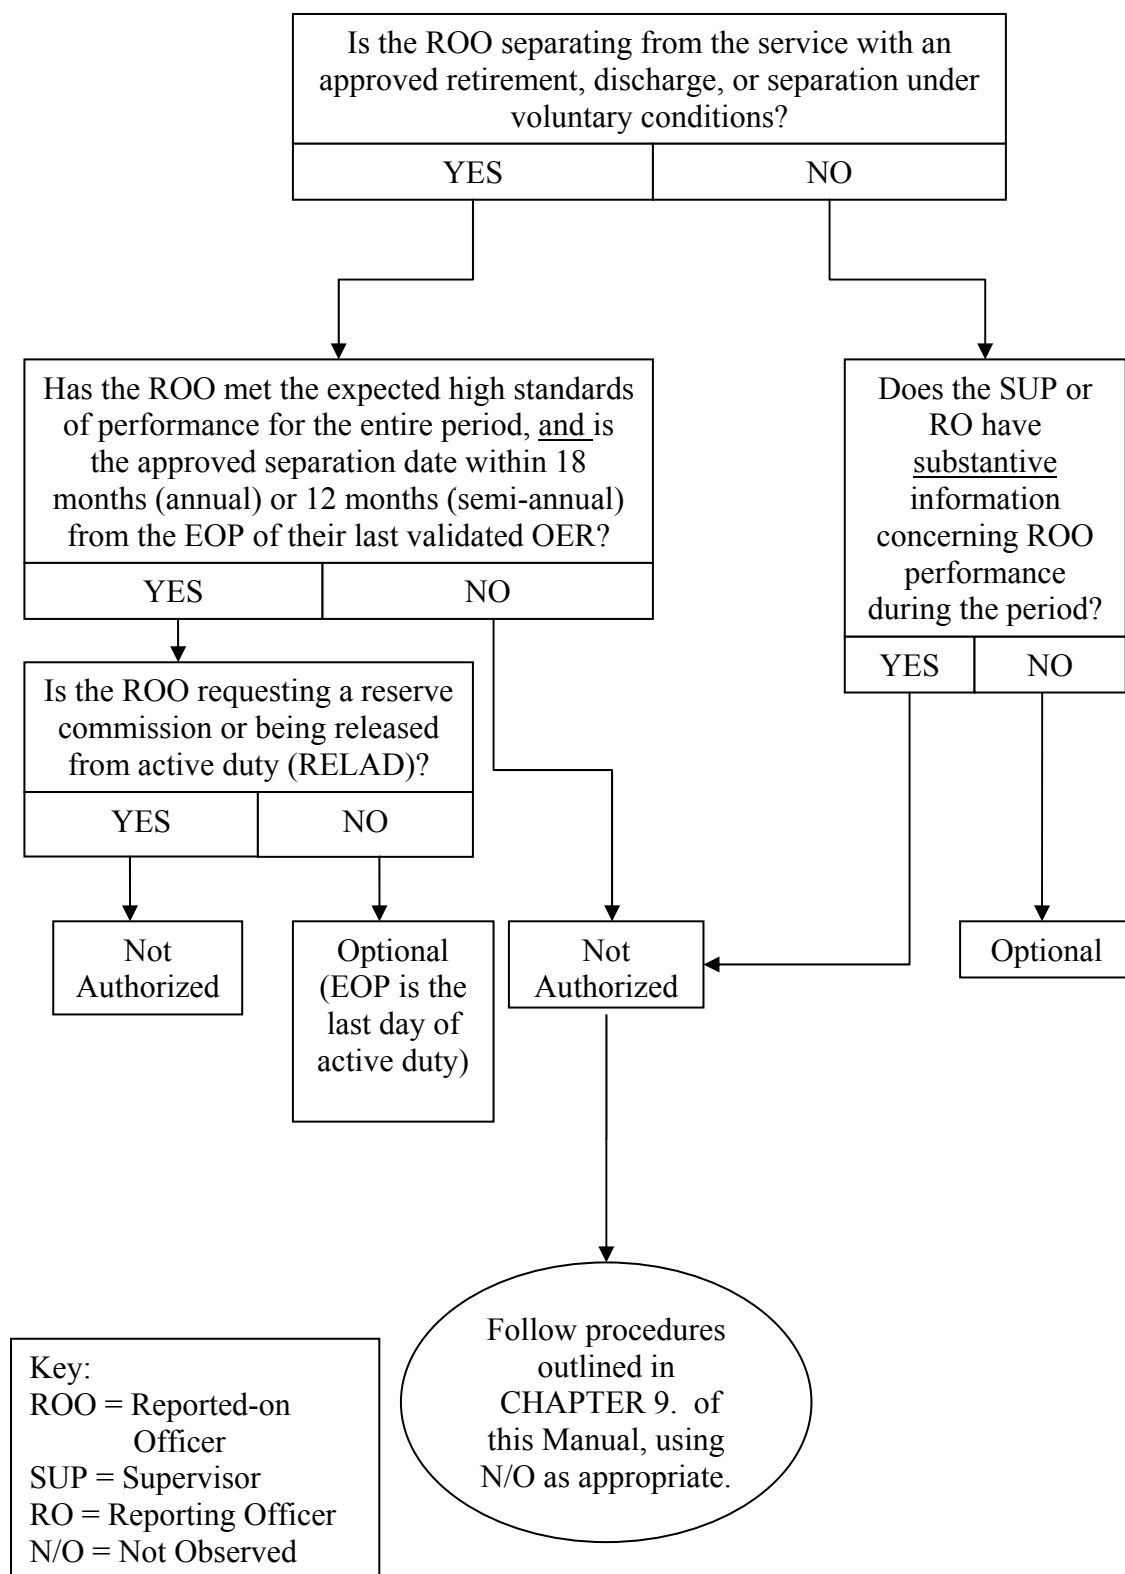 Is the ROO separating from the service with an
approved retirement, discharge, or separation under
voluntary conditions?
YES
NO
Has the ROO met the expected high standards
of performance for the entire period, and is
the approved separation date within 18
months (annual) or 12 months (semi-annual)
from the EOP of their last validated OER?
YES
NO
Does the SUP or
RO have
substantive
information
concerning ROO
performance
during the period?
YES
NO
Is the ROO requesting a reserve
commission or being released
from active duty (RELAD)?
YES
NO
Not
Authorized
Optional
(EOP is the
last day of
active duty)
Not
Authorized
Optional
Follow procedures
outlined in
CHAPTER 9.  of
this Manual, using
N/O as appropriate.
Key:
ROO = Reported-on
Officer
SUP = Supervisor
RO = Reporting Officer
N/O = Not Observed